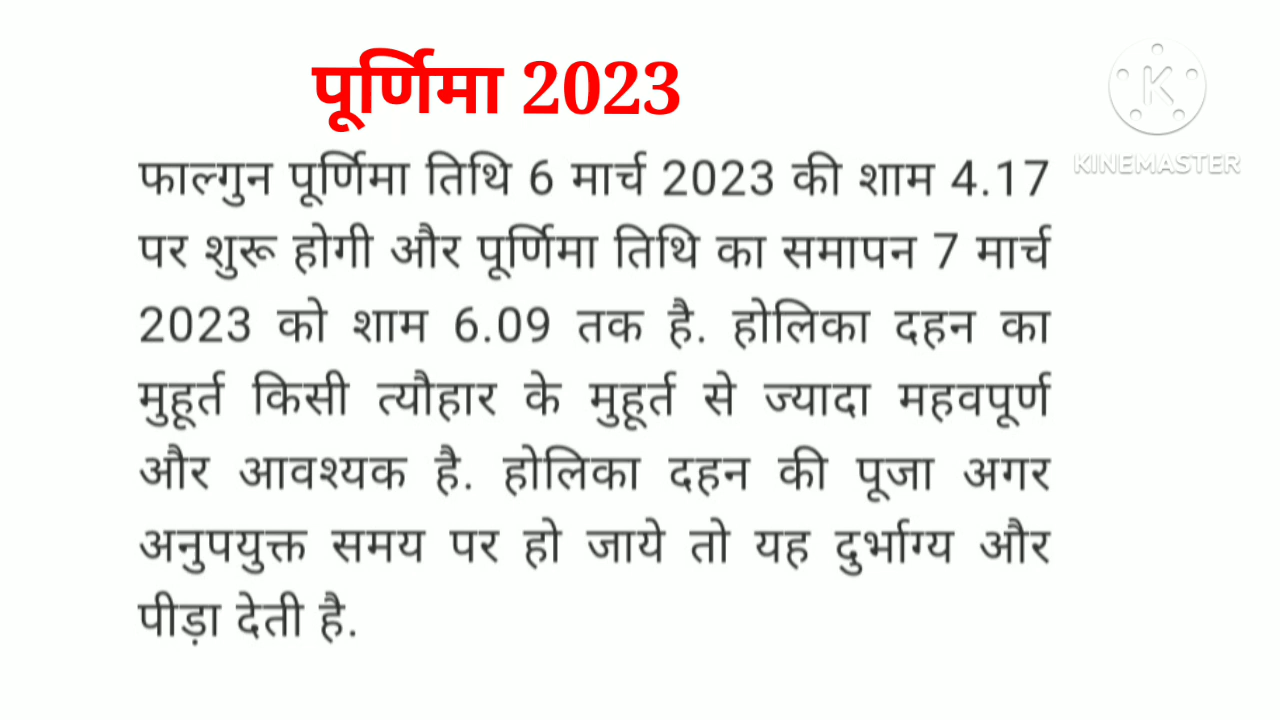 पूर्णिमा 2023
KINEMASTER
फाल्गुन पूर्णिमा तिथि 6 मार्च 2023 की शाम 4.17
पर शुरू होगी और पूर्णिमा तिथि का समापन 7 मार्च
2023 को शाम 6.09 तक है. होलिका दहन का
मुहूर्त किसी त्यौहार के मुहूर्त से ज्यादा महवपूर्ण
और आवश्यक है. होलिका दहन की पूजा अगर
अनुपयुक्त समय पर हो जाये तो यह दुर्भाग्य और
पीड़ा देती है.